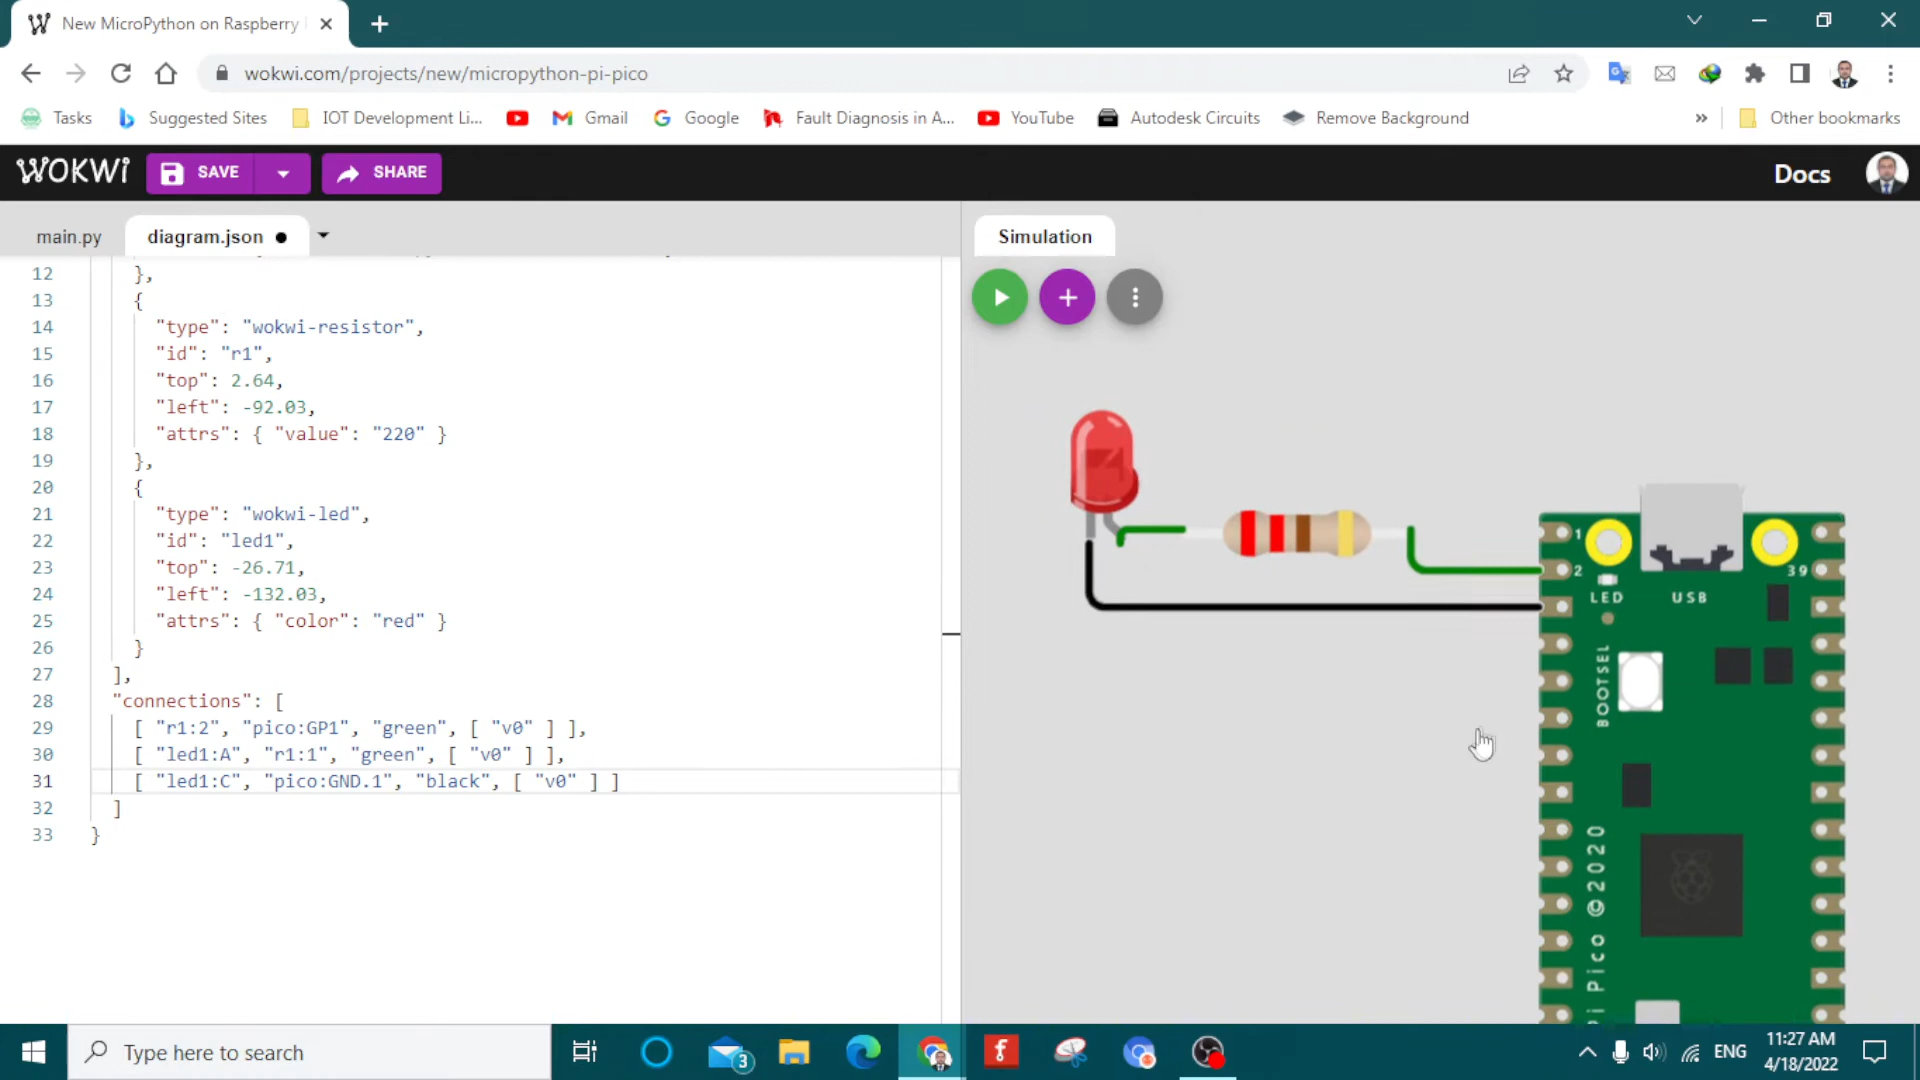 New MicroPython on Raspberry
wokwi.com/projects/new/micropython-pi-pico
Tasks
Suggested Sites
IOT Development Li...
Gmail
Google
Fault Diagnosis in A...
YouTube
Autodesk Circuits
Remove Background
»
Other bookmarks
WOKWi
SAVE
SHARE
Docs
main.py
diagram.json
Simulation
12 },
13 {
14 "type": "wokwi-resistor",
15 "id": "r1",
16 "top": 2.64,
17 "left": -92.03,
18 "attrs": { "value": "220" }
19 },
20 {
21 "type": "wokwi-led",
22 "id": "led1",
23 "top": -26.71,
24 "left": -132.03,
25 "attrs": { "color": "red" }
26 }
27 ],
28 "connections": [
29 [ "r1:2", "pico:GP1", "green", [ "v0" ] ],
30 [ "led1:A", "r1:1", "green", [ "v0" ] ],
31 [ "led1:C", "pico:GND.1", "black", [ "v0" ] ]
32 ]
33 }
1
2
39
LED
USB
BOOTSEL
pi Pico ©2020
Type here to search
3
ENG
11:27 AM
4/18/2022